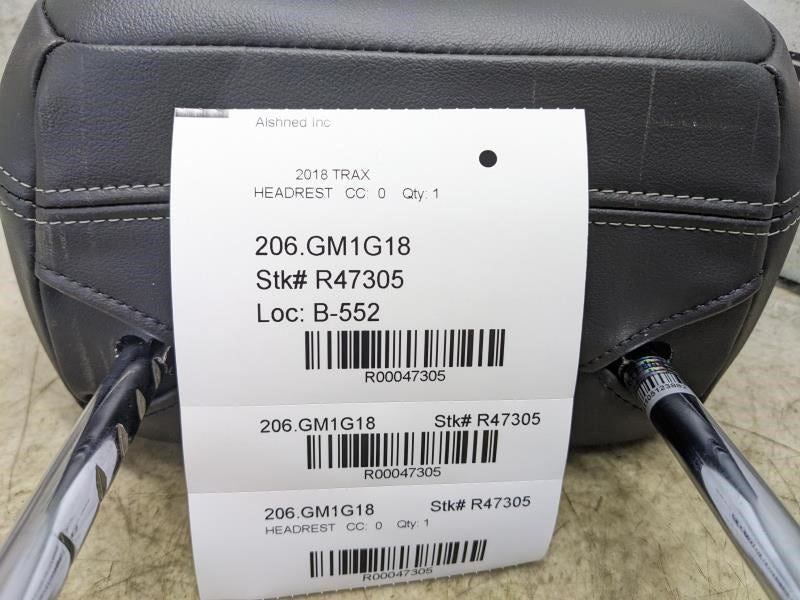 Alshned Inc
2018 TRAX
HEADREST CC: 0 Qty: 1
206.GM1G18
Stk# R47305
Loc: B-552
R00047305
206.GM1G18 Stk# R47305
R00047305
206.GM1G18 Stk# R47305
HEADREST CC: 0 Qty: 1
R00047305